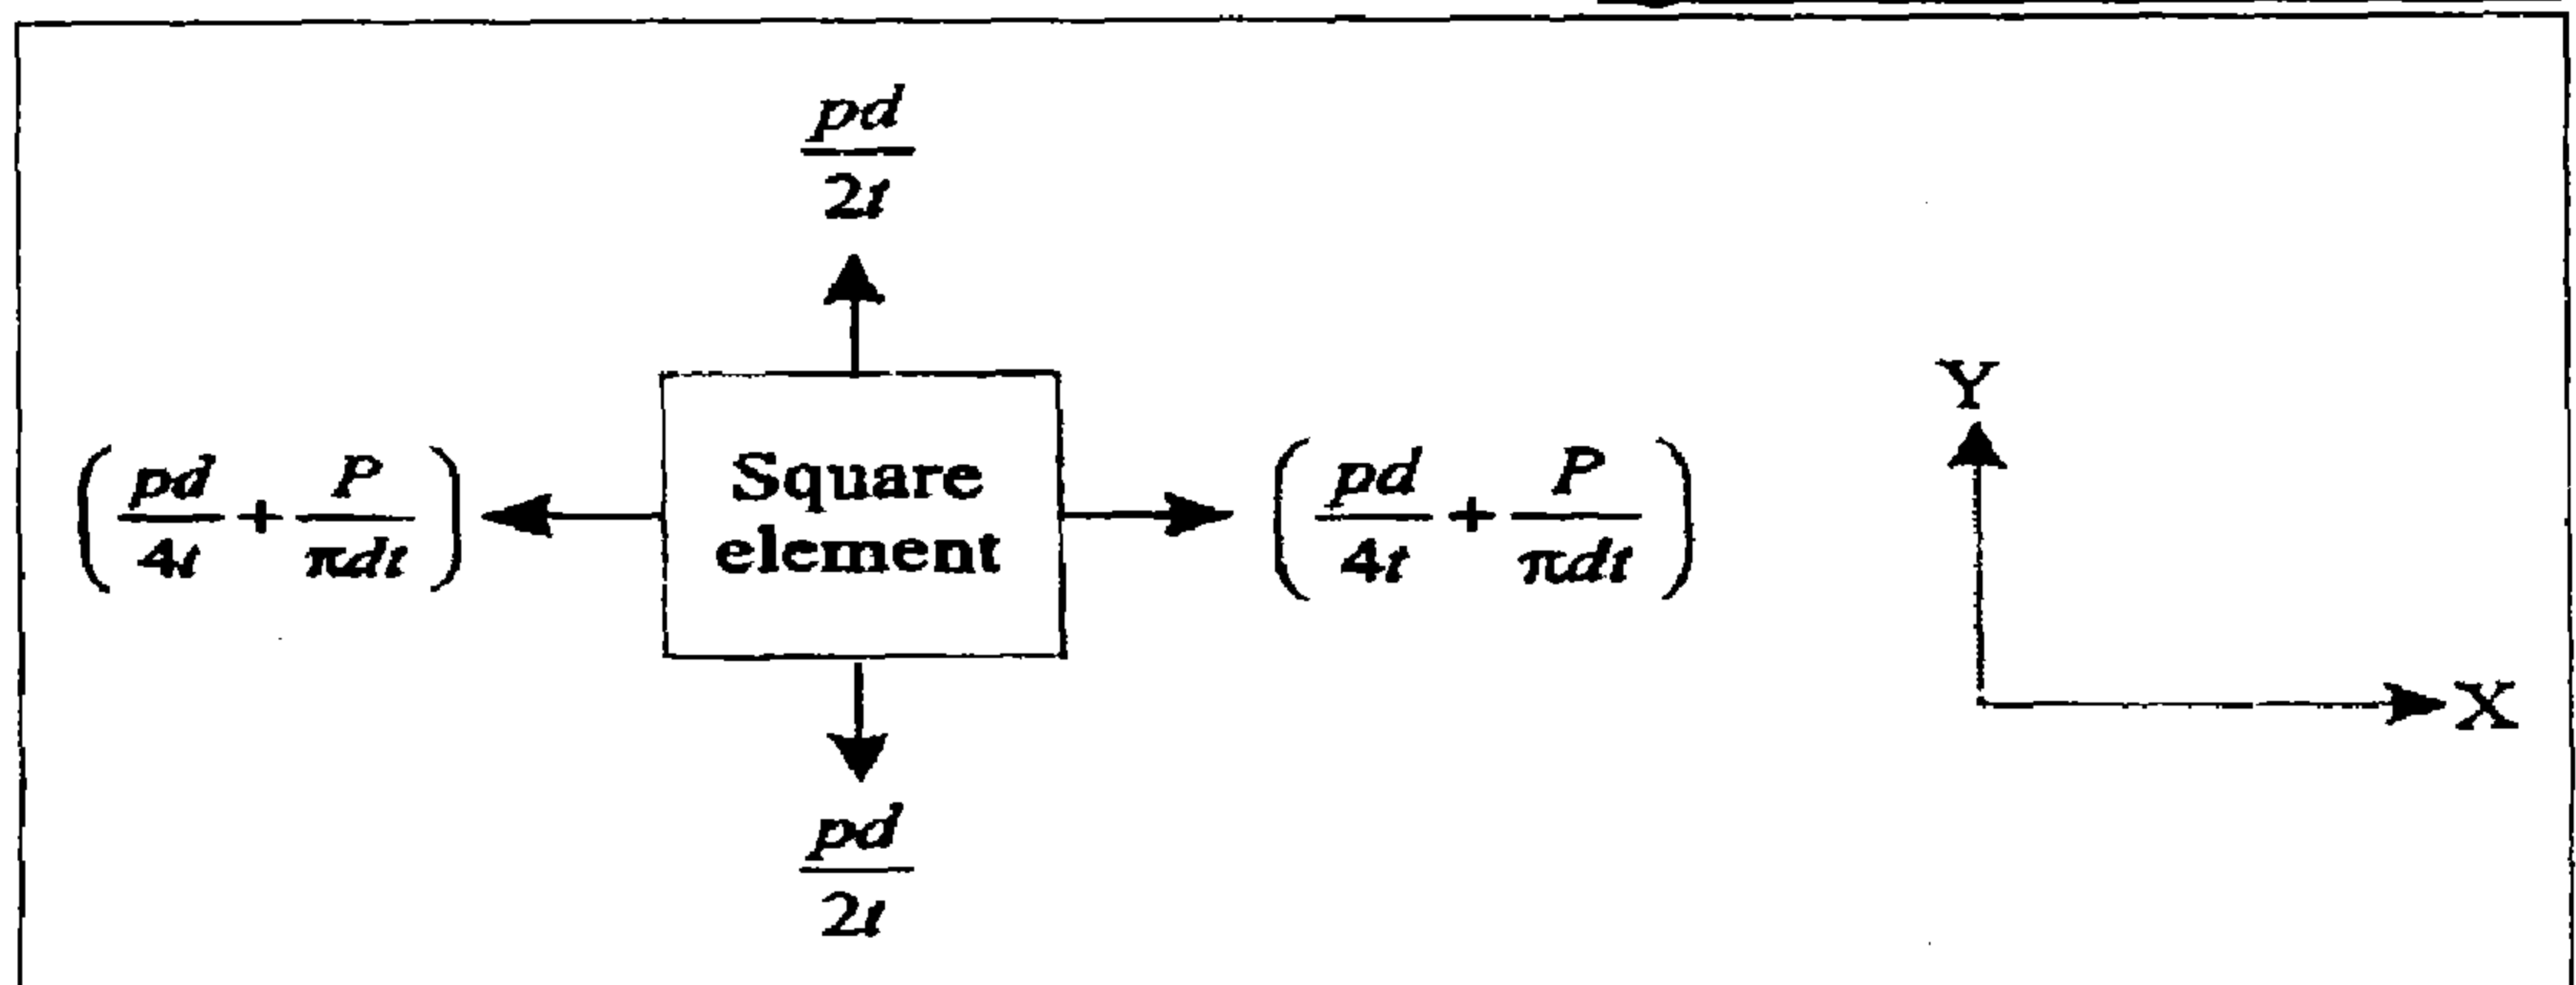 pd/2t
Y
(pd/4t + P/πdt) Square element (pd/4t + P/πdt)
X
pd/2t